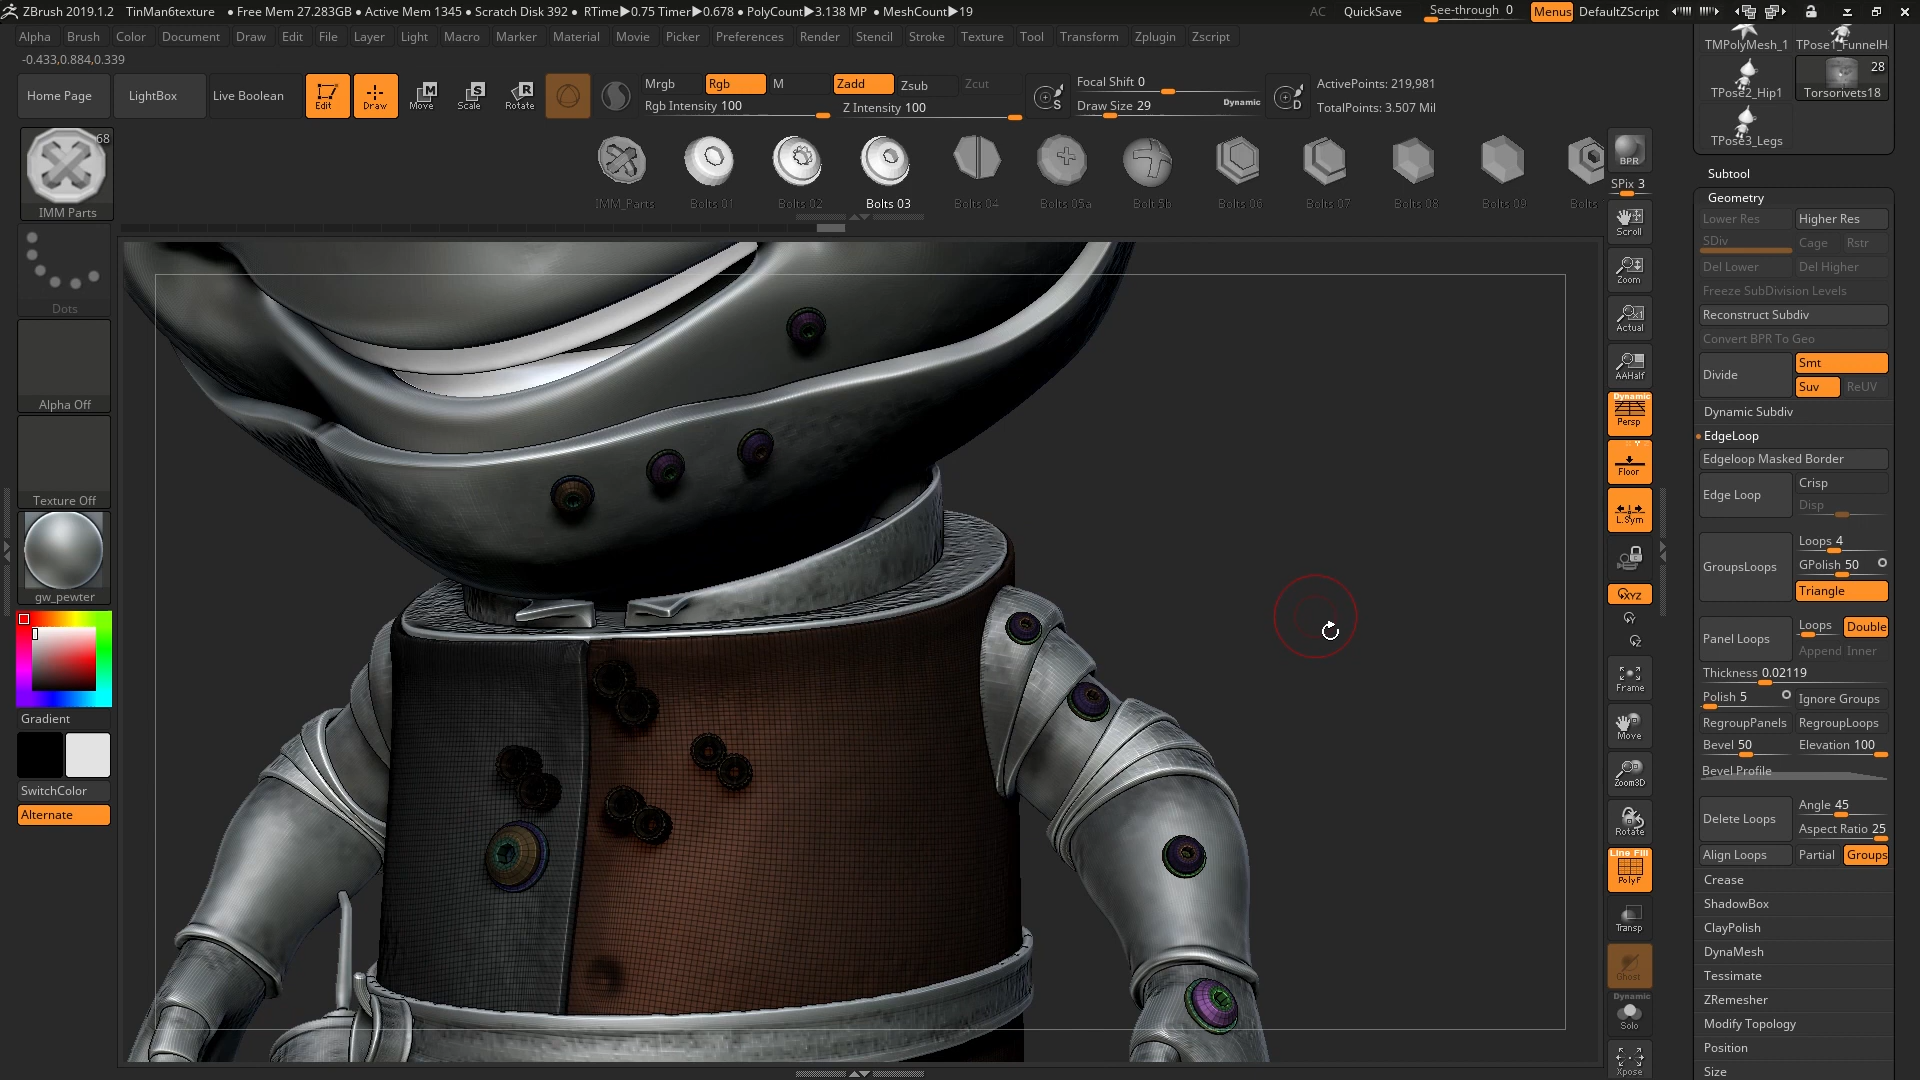 ZBrush 2019.1.2 TinMan6texture • Free Mem 27.283GB • Active Mem 1345 • Scratch Disk 392 • RTime▶0.75 Timer▶0.678 • PolyCount▶3.138 MP • MeshCount▶19 AC QuickSave See-through 0 Menus DefaultZScript
Alpha Brush Color Document Draw Edit File Layer Light Macro Marker Material Movie Picker Preferences Render Stencil Stroke Texture Tool Transform Zplugin Zscript
-0.433,0.884,0.339
Home Page LightBox Live Boolean Edit Draw Move Scale Rotate
Mrgb Rgb M Zadd Zsub Zcut
Rgb Intensity 100 Z Intensity 100
Focal Shift 0
Draw Size 29 Dynamic
ActivePoints: 219,981
TotalPoints: 3.507 Mil
68
IMM Parts
Dots
Alpha Off
Texture Off
gw_pewter
Gradient
SwitchColor
Alternate
IMM_Parts Bolts 01 Bolts 02 Bolts 03 Bolts 04 Bolts 05a Bolt 5b Bolts 06 Bolts 07 Bolts 08 Bolts 09 Bolts
BPR
SPix 3
Scroll
Zoom
Actual
AAHalf
Dynamic
Persp
Floor
L.Sym
XYZ
Frame
Move
Zoom3D
Rotate
Line Fill
PolyF
Transp
Ghost
Dynamic
Solo
Xpose
TMPolyMesh_1 TPose1_FunnelH
28
TPose2_Hip1 Torsorivets18
TPose3_Legs
Subtool
Geometry
Lower Res Higher Res
SDiv Cage Rstr
Del Lower Del Higher
Freeze SubDivision Levels
Reconstruct Subdiv
Convert BPR To Geo
Divide Smt
Suv ReUV
Dynamic Subdiv
EdgeLoop
Edgeloop Masked Border
Edge Loop Crisp
Disp
GroupsLoops Loops 4
GPolish 50
Triangle
Panel Loops Loops Double
Append Inner
Thickness 0.02119
Polish 5 Ignore Groups
RegroupPanels RegroupLoops
Bevel 50 Elevation 100
Bevel Profile
Delete Loops Angle 45
Aspect Ratio 25
Align Loops Partial Groups
Crease
ShadowBox
ClayPolish
DynaMesh
Tessimate
ZRemesher
Modify Topology
Position
Size